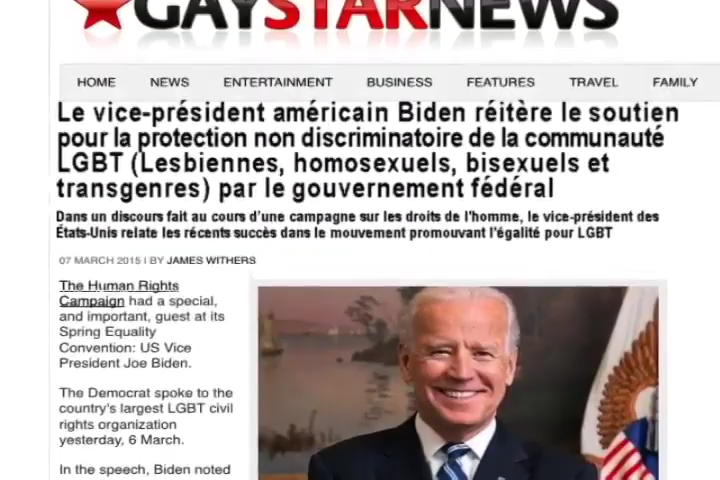 GAYSTARNEWS
HOME NEWS ENTERTAINMENT BUSINESS FEATURES TRAVEL FAMILY
Le vice-président américain Biden réitère le soutien
pour la protection non discriminatoire de la communauté
LGBT (Lesbiennes, homosexuels, bisexuels et
transgenres) par le gouvernement fédéral
Dans un discours fait au cours d'une campagne sur les droits de l'homme, le vice-président des
États-Unis relate les récents succès dans le mouvement promouvant l'égalité pour LGBT
07 MARCH 2015 I BY JAMES WITHERS
The Human Rights
Campaign had a special,
and important, guest at its
Spring Equality
Convention: US Vice
President Joe Biden.
The Democrat spoke to the
country's largest LGBT civil
rights organization
yesterday, 6 March.
In the speech, Biden noted